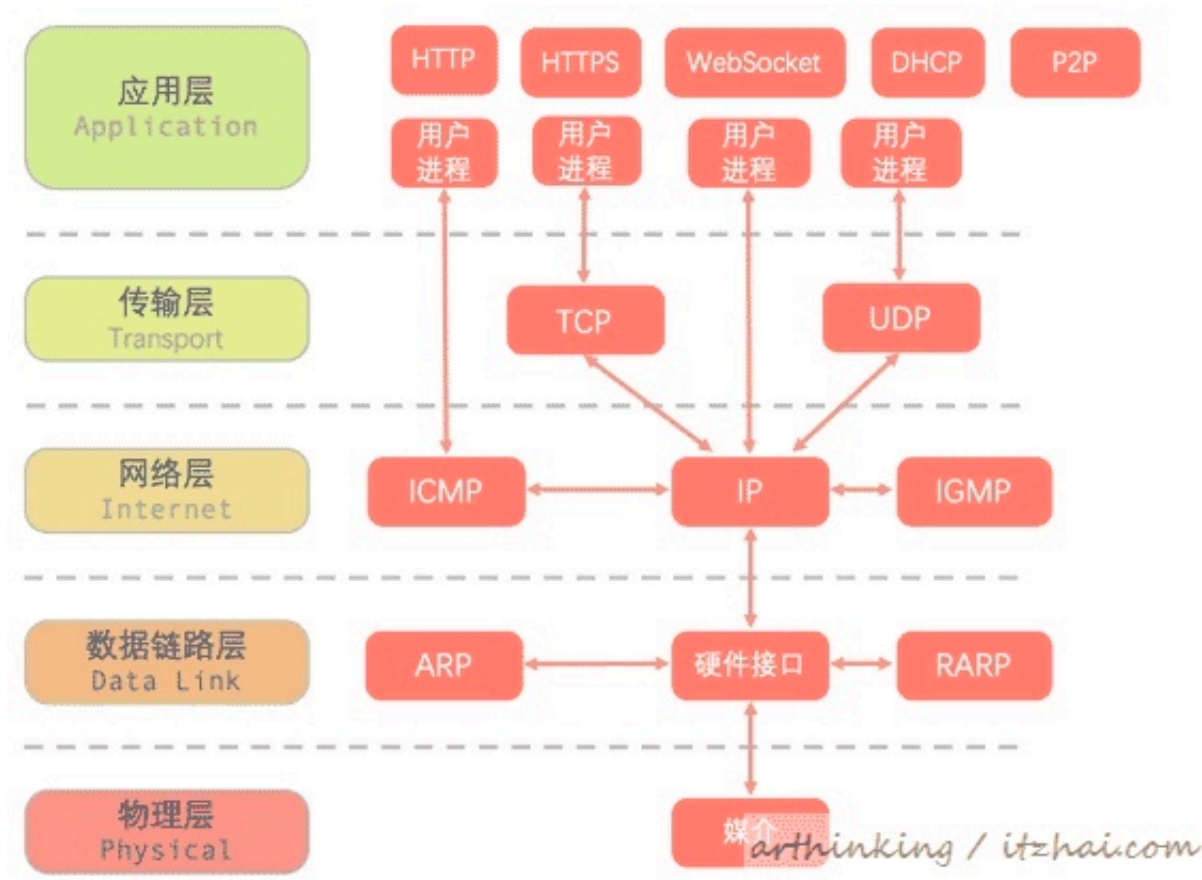 HTTP
HTTPS
WebSocket
DHCP
P2P
应用层
Application
用户
进程
用户
进程
用户
进程
用户
进程
传输层
Transport
TCP
UDP
网络层
Internet
ICMP
IP
IGMP
数据链路层
Data Link
ARP
硬件接口
RARP
物理层
Physical
媒介
arthinking / itzhai.com